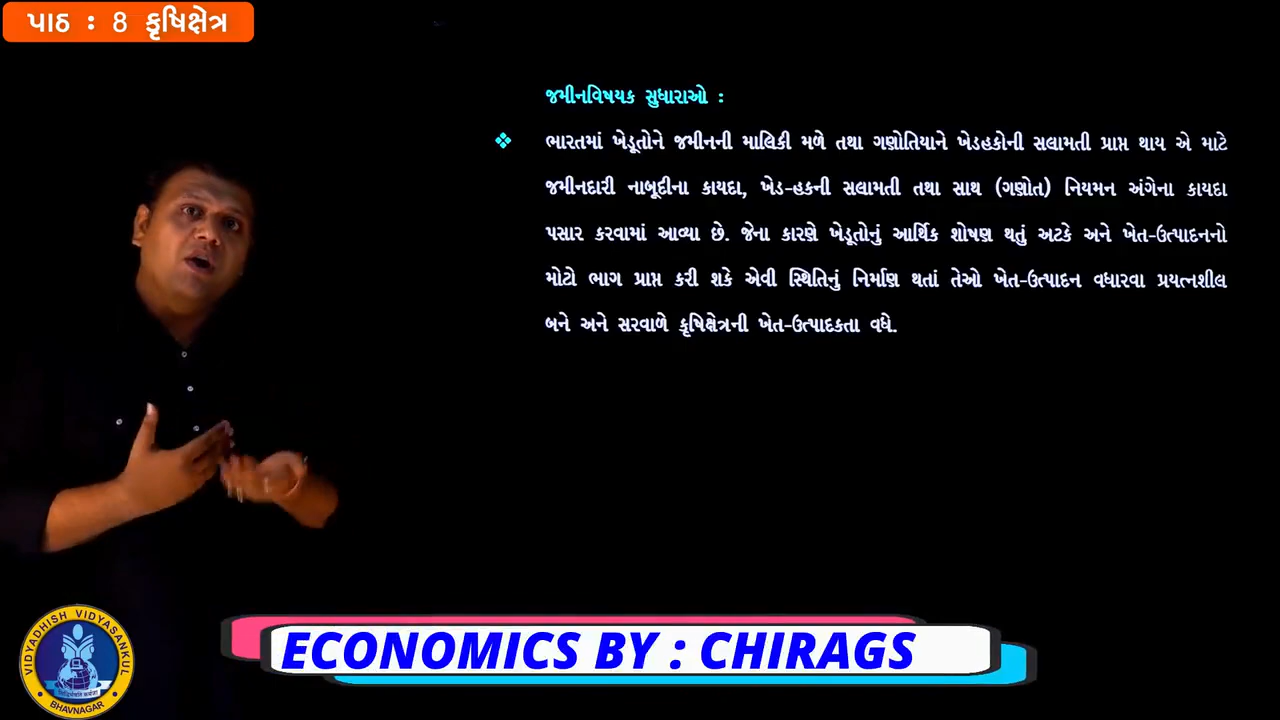 પાઠ : 8 કૃષિક્ષેત્ર
જમીનવિષયક સુધારાઓ :
ભારતમાં ખેડૂતોને જમીનની માલિકી મળે તથા ગણોતિયાને ખેડહકોની સલામતી પ્રાપ્ત થાય એ માટે
જમીનદારી નાબૂદીના કાયદા, ખેડ-હકની સલામતી તથા સાથ (ગણોત) નિયમન અંગેના કાયદા
પસાર કરવામાં આવ્યા છે. જેના કારણે ખેડૂતોનું આર્થિક શોષણ થતું અટકે અને ખેત-ઉત્પાદનનો
મોટો ભાગ પ્રાપ્ત કરી શકે એવી સ્થિતિનું નિર્માણ થતાં તેઓ ખેત-ઉત્પાદન વધારવા પ્રયત્નશીલ
બને અને સરવાળે કૃષિક્ષેત્રની ખેત-ઉત્પાદકતા વધે.
ECONOMICS BY : CHIRAGS
VIDYADHISH VIDYASANKUL
BHAVNAGAR